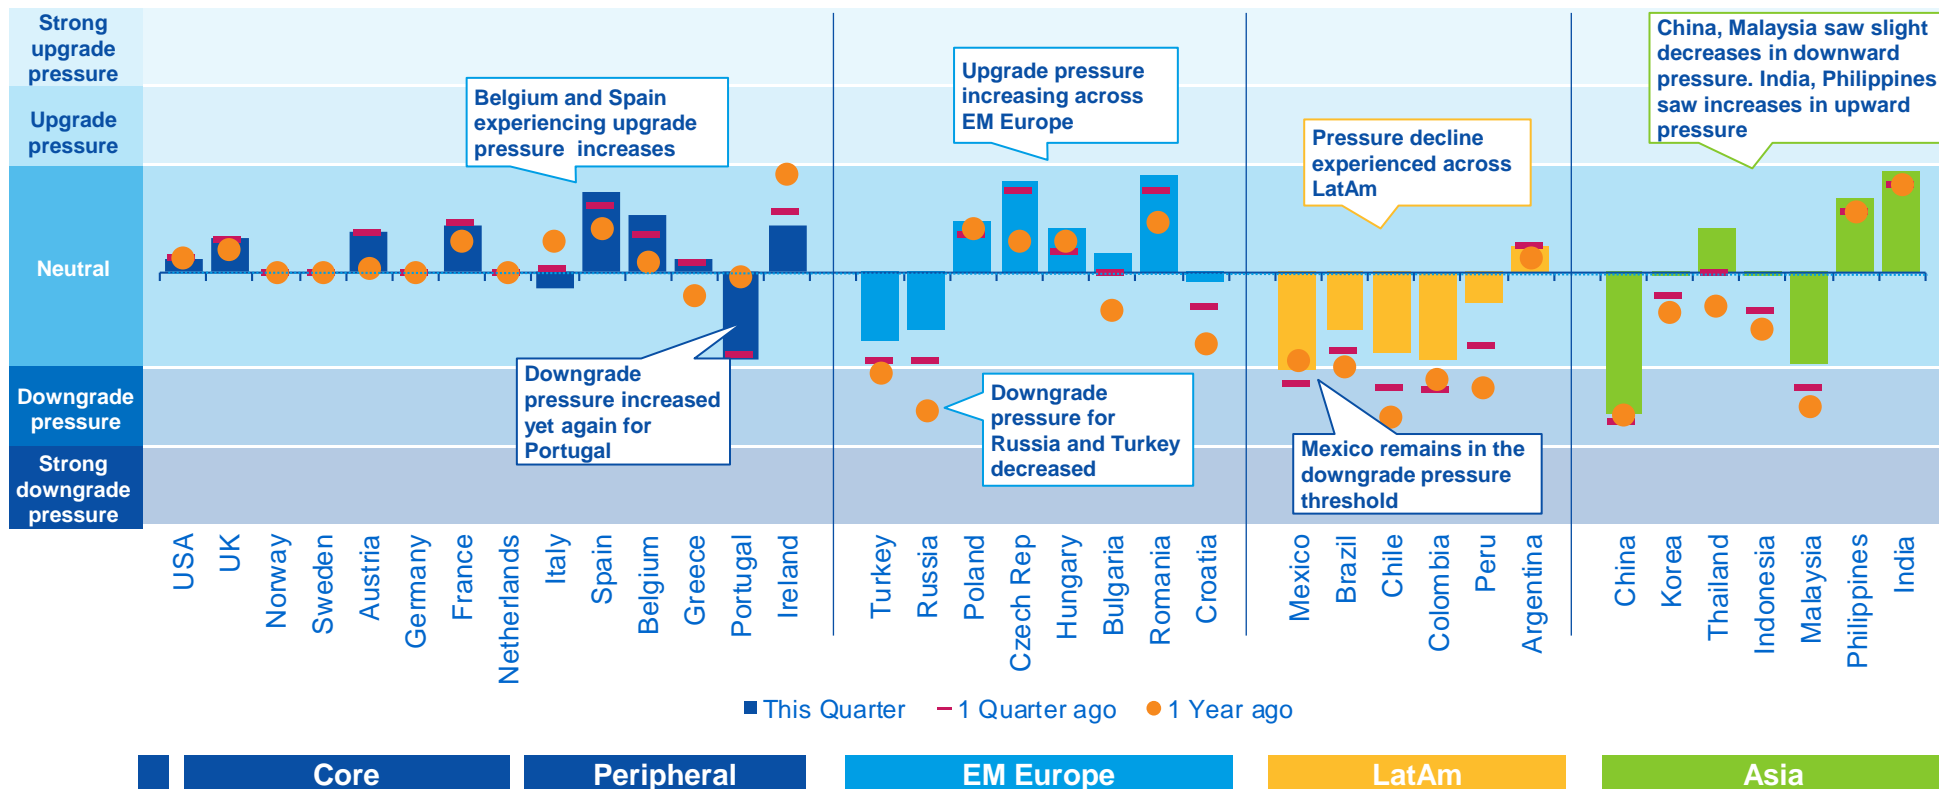 Strong
upgrade
pressure
Upgrade
pressure
Neutral
Downgrade
pressure
Strong
downgrade
pressure
Belgium and Spain
experiencing upgrade
pressure increases
Upgrade pressure
increasing across
EM Europe
Pressure decline
experienced across
LatAm
China, Malaysia saw slight
decreases in downward
pressure. India, Philippines
saw increases in upward
pressure
Downgrade
pressure increased
yet again for
Portugal
Downgrade
pressure for
Russia and Turkey
decreased
Mexico remains in the
downgrade pressure
threshold
USA
UK
Norway
Sweden
Austria
Germany
France
Netherlands
Italy
Spain
Belgium
Greece
Portugal
Ireland
Turkey
Russia
Poland
Czech Rep
Hungary
Bulgaria
Romania
Croatia
Mexico
Brazil
Chile
Colombia
Peru
Argentina
China
Korea
Thailand
Indonesia
Malaysia
Philippines
India
This Quarter
1 Quarter ago
1 Year ago
Core
Peripheral
EM Europe
LatAm
Asia